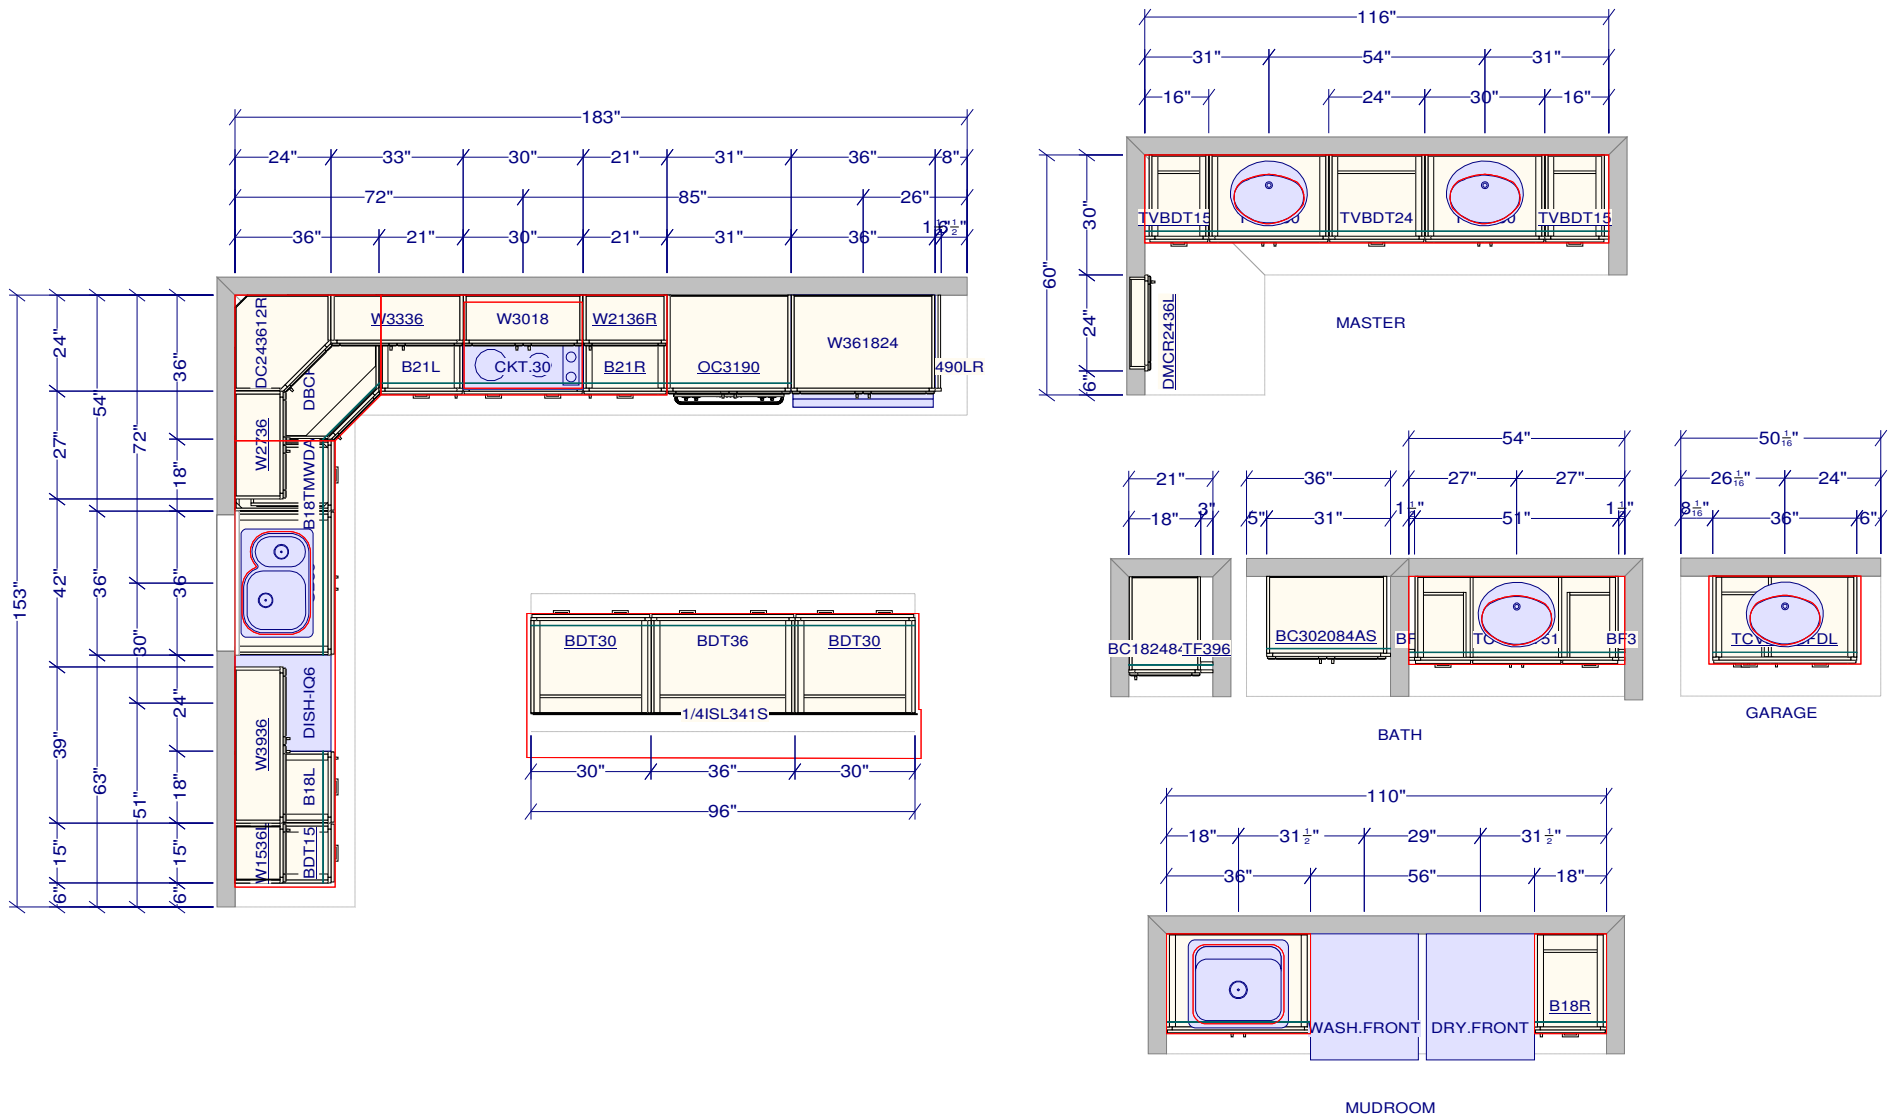 183"
24" 33" 30" 21" 31" 36" 8"
72" 85" 26"
36" 21" 30" 21" 31" 36"
153"
24" 27" 42" 39" 15" 6"
54" 36" 63"
72" 30" 51"
36" 18" 36" 24" 18" 15" 6"
DC243612R
W3336
W3018
W2136R
W361824
B21L
CKT.30
B21R
OC3190
490LR
W2736
B18TMWDA
DISH-IQ6
W3936
B18L
W1536L
BDT15
BDT30
BDT36
BDT30
1/4ISL341S
30" 36" 30"
96"
116"
31" 54" 31"
16" 24" 30" 16"
60"
30" 24" 6"
TVBDT15
TVBDT24
TVBDT15
DMCR2436L
MASTER
21"
18" 3"
BC182484
TF396
36"
5" 31"
BC302084AS
54"
27" 27"
51"
BF
BF3
BATH
50 1/16"
26 1/16" 24"
8 1/16" 36" 6"
GARAGE
110"
18" 31 1/2" 29" 31 1/2"
36" 56" 18"
WASH.FRONT
DRY.FRONT
B18R
MUDROOM